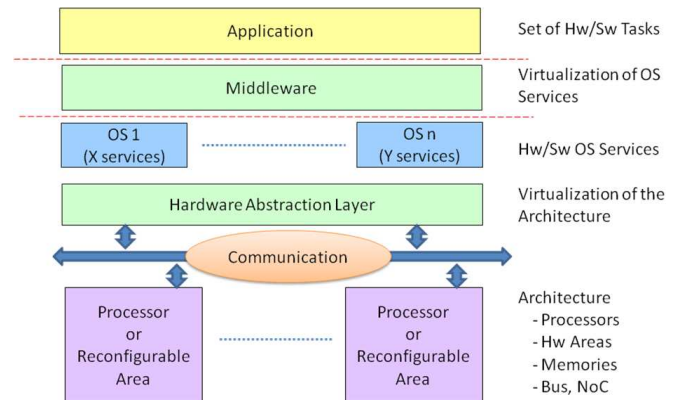 Application
Set of Hw/Sw Tasks
Middleware
Virtualization of OS
Services
OS 1
(X services)
OS n
(Y services)
Hw/Sw OS Services
Hardware Abstraction Layer
Virtualization of the
Architecture
Communication
Processor
or
Reconfigurable
Area
Processor
or
Reconfigurable
Area
Architecture
- Processors
- Hw Areas
- Memories
- Bus, NoC